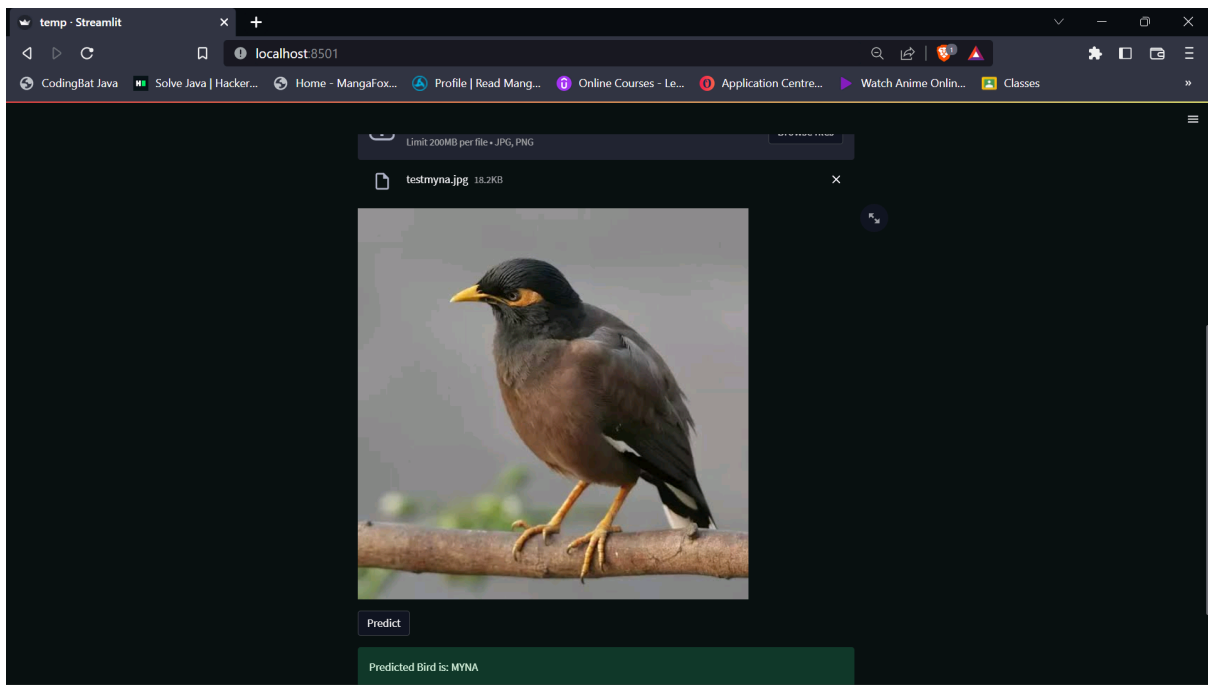 temp · Streamlit
localhost:8501
CodingBat Java
Solve Java | Hacker...
Home - MangaFox...
Profile | Read Mang...
Online Courses - Le...
Application Centre...
Watch Anime Onlin...
Classes
»
Limit 200MB per file • JPG, PNG
testmyna.jpg 18.2KB
Predict
Predicted Bird is: MYNA